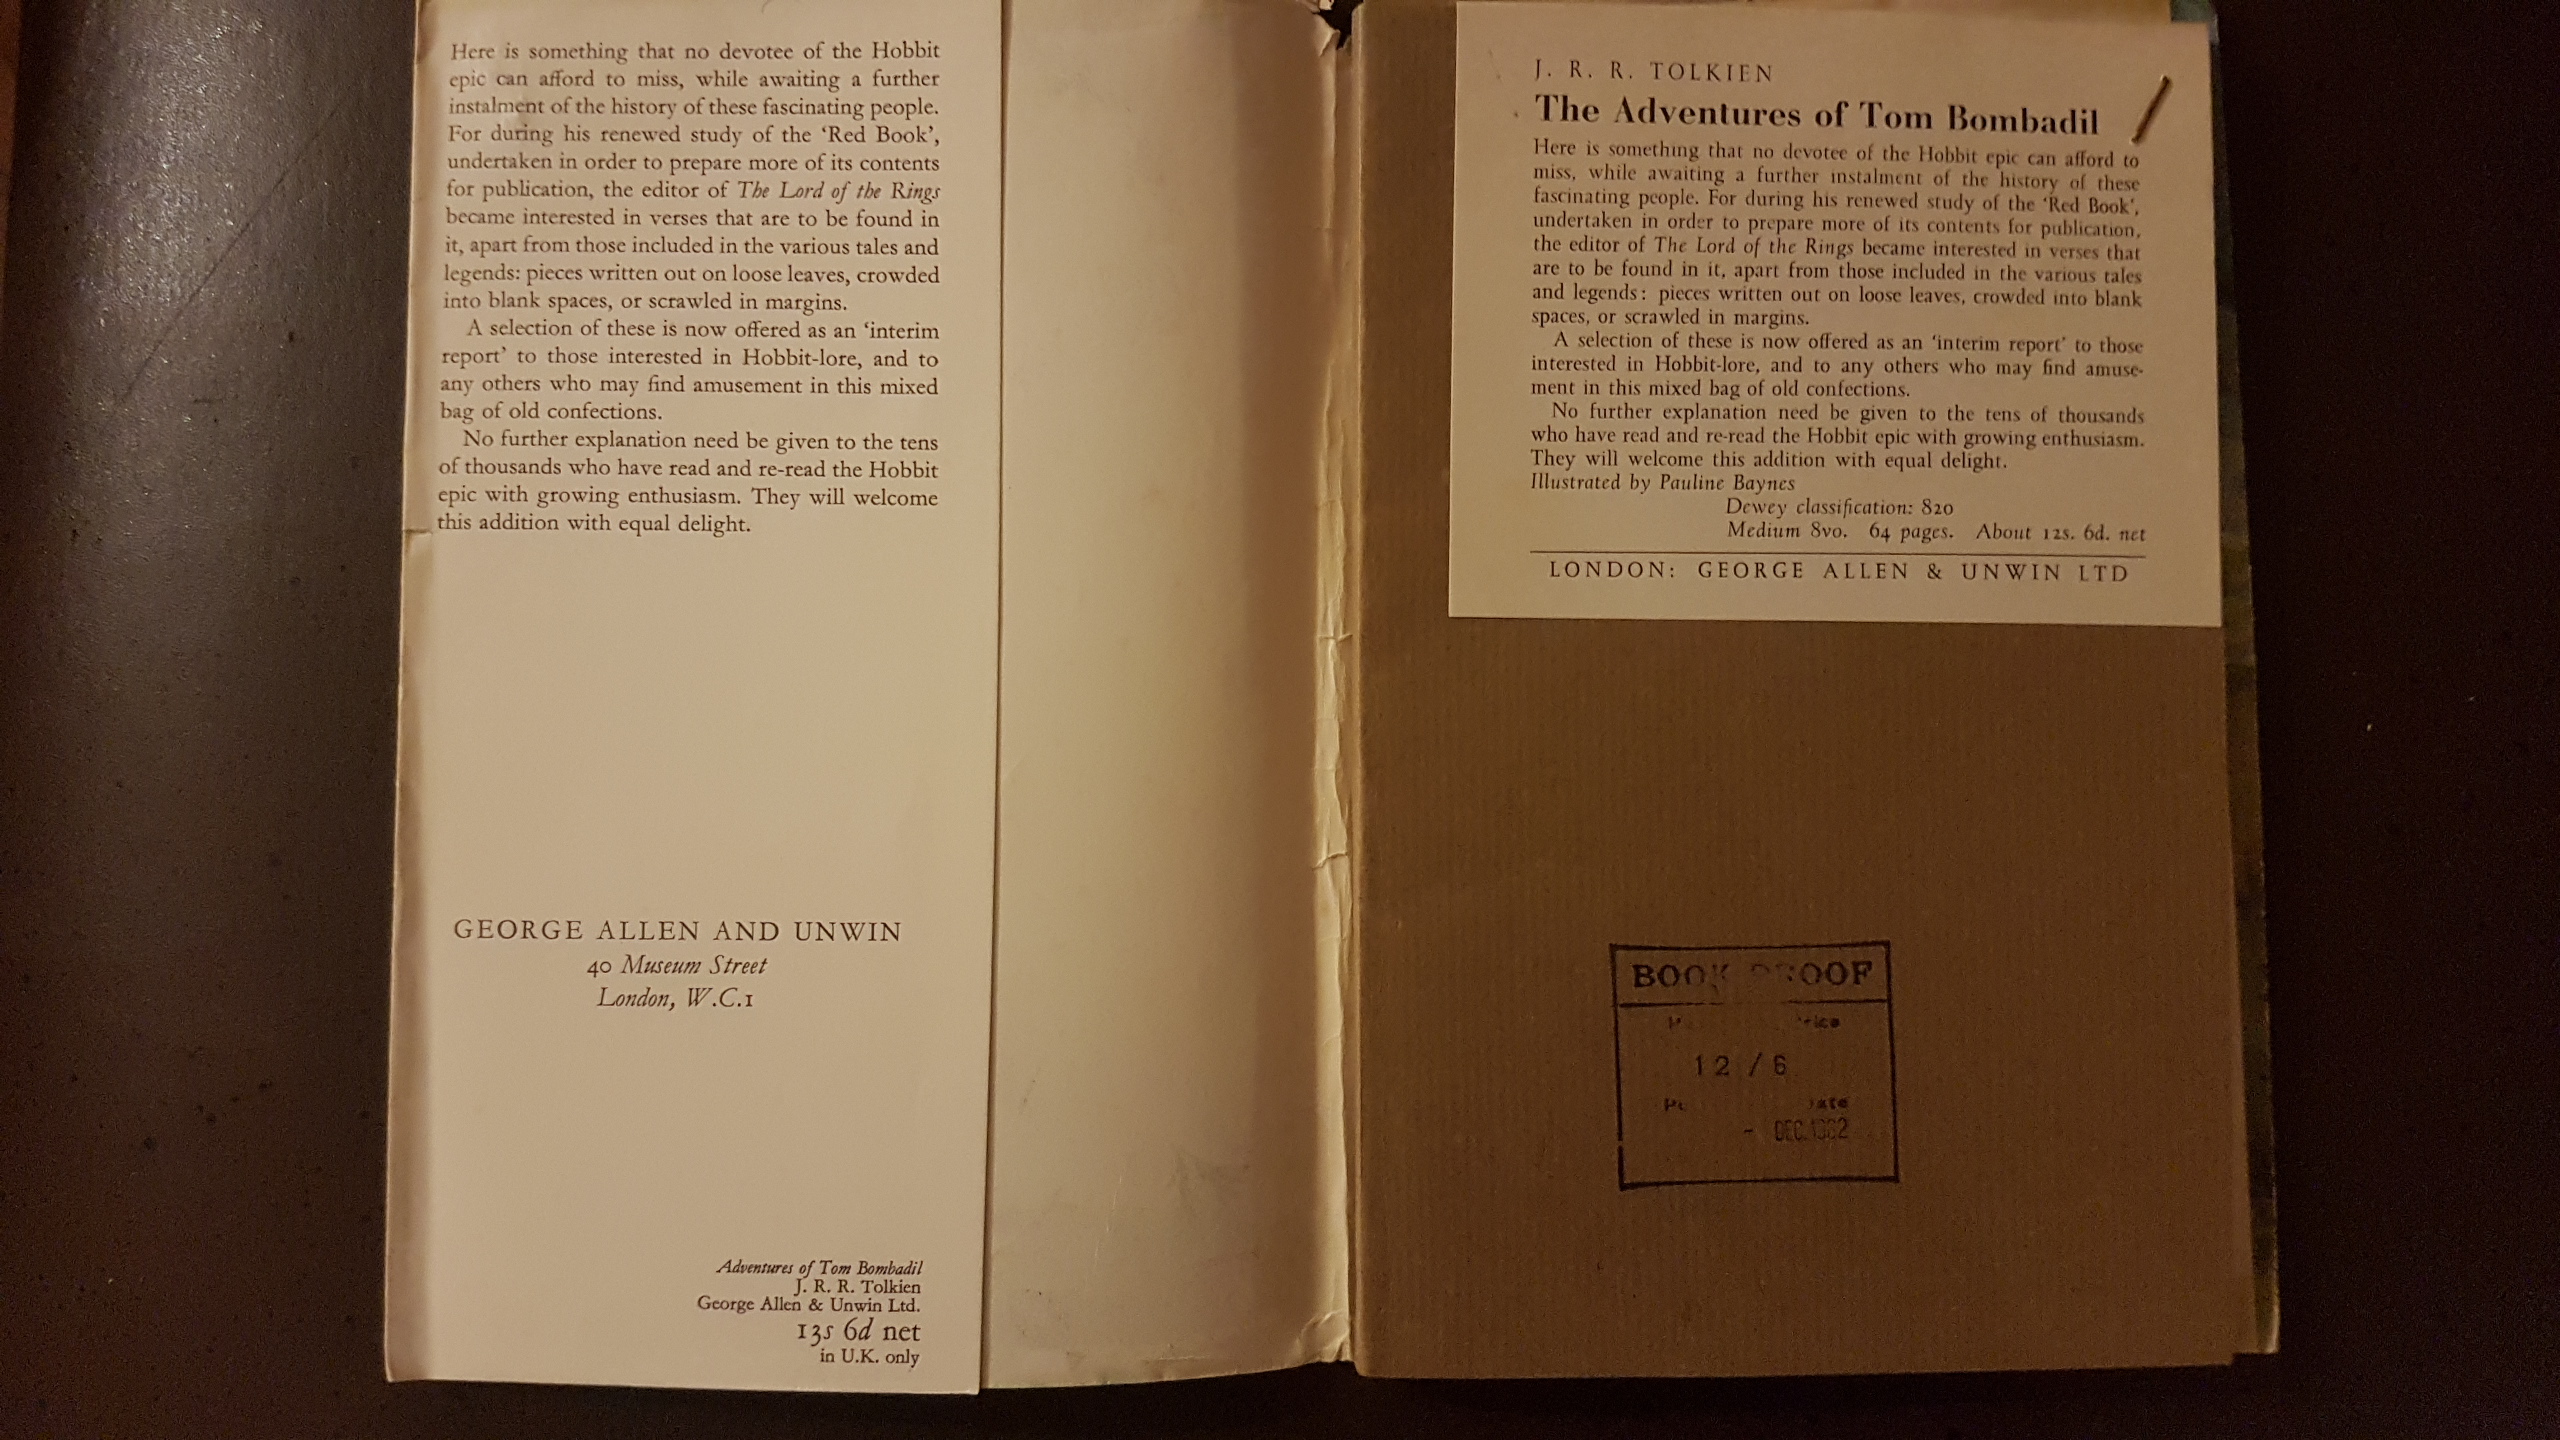 Here is something that no devotee of the Hobbit
epic can afford to miss, while awaiting a further
instalment of the history of these fascinating people.
For during his renewed study of the ‘Red Book’,
undertaken in order to prepare more of its contents
for publication, the editor of The Lord of the Rings
became interested in verses that are to be found in
it, apart from those included in the various tales and
legends: pieces written out on loose leaves, crowded
into blank spaces, or scrawled in margins.
A selection of these is now offered as an ‘interim
report’ to those interested in Hobbit-lore, and to
any others who may find amusement in this mixed
bag of old confections.
No further explanation need be given to the tens
of thousands who have read and re-read the Hobbit
epic with growing enthusiasm. They will welcome
this addition with equal delight.
GEORGE ALLEN AND UNWIN
40 Museum Street
London, W.C.1
Adventures of Tom Bombadil
J. R. R. Tolkien
George Allen & Unwin Ltd.
13s 6d net
in U.K. only
J. R. R. TOLKIEN
The Adventures of Tom Bombadil
Here is something that no devotee of the Hobbit epic can afford to
miss, while awaiting a further instalment of the history of these
fascinating people. For during his renewed study of the ‘Red Book’,
undertaken in order to prepare more of its contents for publication,
the editor of The Lord of the Rings became interested in verses that
are to be found in it, apart from those included in the various tales
and legends: pieces written out on loose leaves, crowded into blank
spaces, or scrawled in margins.
A selection of these is now offered as an ‘interim report’ to those
interested in Hobbit-lore, and to any others who may find amuse-
ment in this mixed bag of old confections.
No further explanation need be given to the tens of thousands
who have read and re-read the Hobbit epic with growing enthusiasm.
They will welcome this addition with equal delight.
Illustrated by Pauline Baynes
Dewey classification: 820
Medium 8vo. 64 pages. About 12s. 6d. net
LONDON: GEORGE ALLEN & UNWIN LTD
BOOK PROOF
12/6
- DEC. 1962